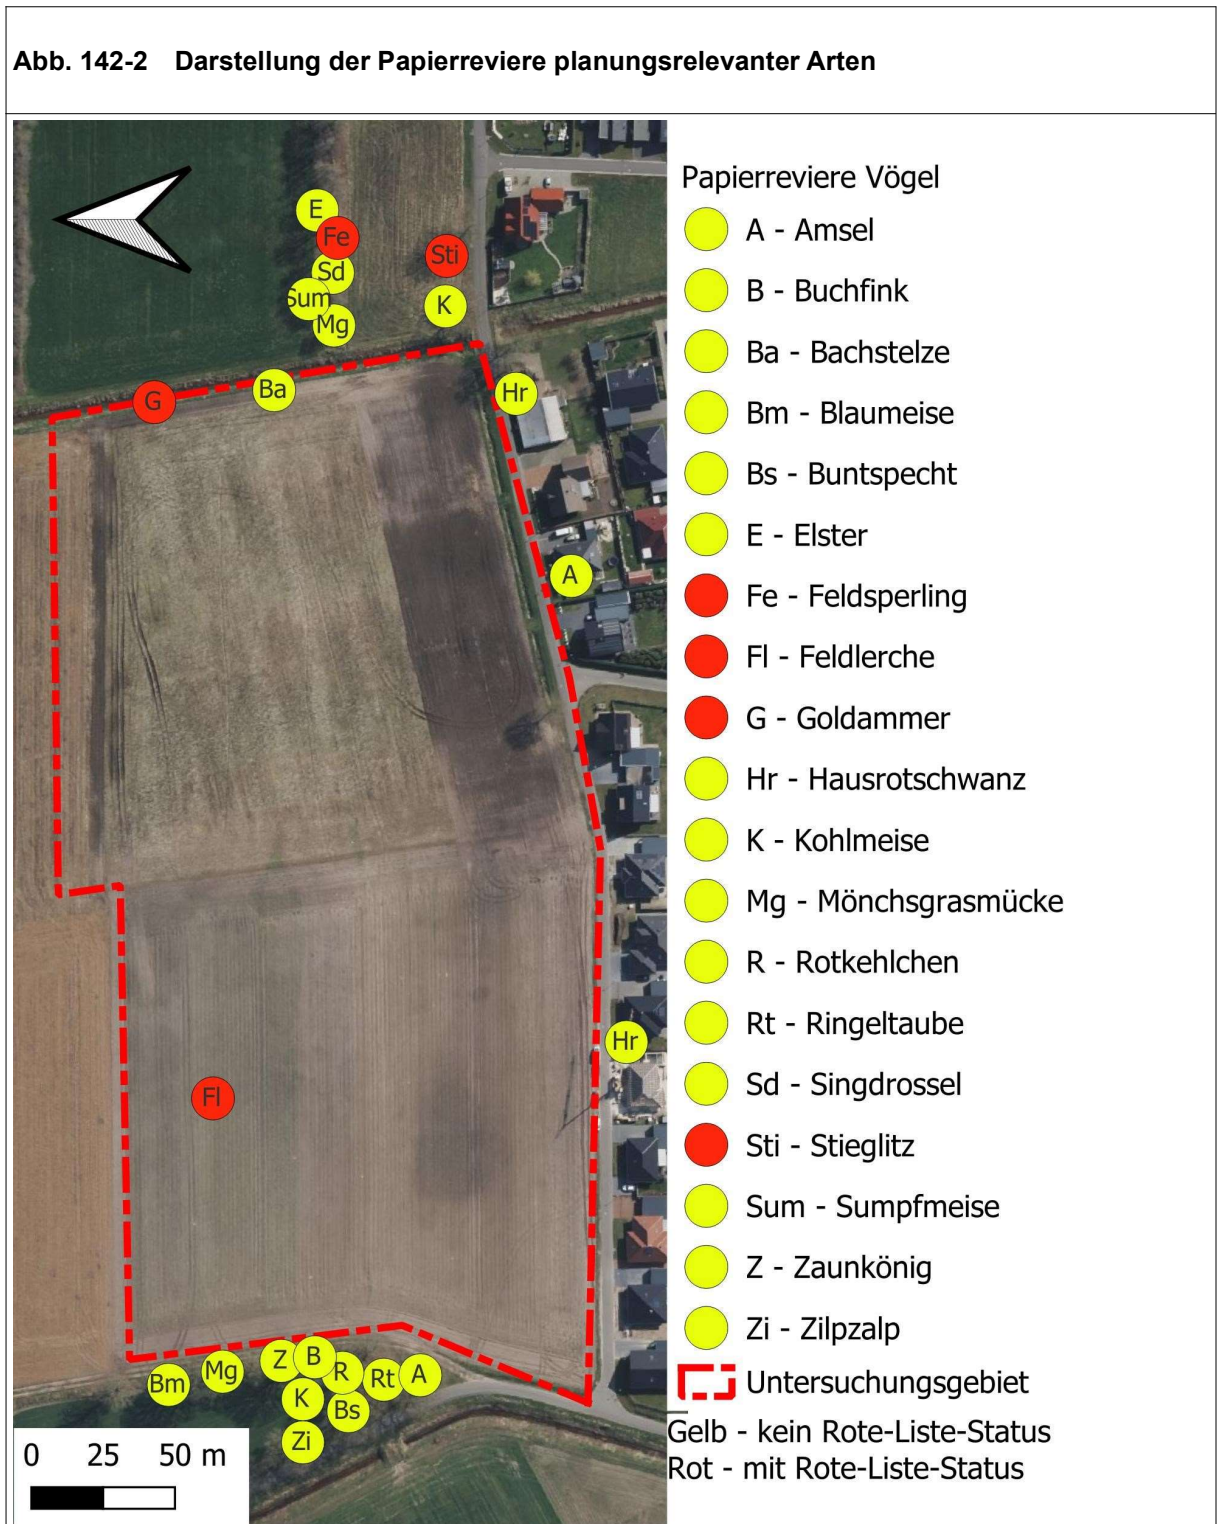 Abb. 142-2 Darstellung der Papierreviere planungsrelevanter Arten
E
Fe
Sti
Sd
Sum
K
Mg
G
Ba
Hr
A
Hr
Fl
Z
B
Bm
Mg
R
Rt
A
K
Bs
Zi
0 25 50 m
Papierreviere Vögel
A - Amsel
B - Buchfink
Ba - Bachstelze
Bm - Blaumeise
Bs - Buntspecht
E - Elster
Fe - Feldsperling
Fl - Feldlerche
G - Goldammer
Hr - Hausrotschwanz
K - Kohlmeise
Mg - Mönchsgrasmücke
R - Rotkehlchen
Rt - Ringeltaube
Sd - Singdrossel
Sti - Stieglitz
Sum - Sumpfmeise
Z - Zaunkönig
Zi - Zilpzalp
Untersuchungsgebiet
Gelb - kein Rote-Liste-Status
Rot - mit Rote-Liste-Status